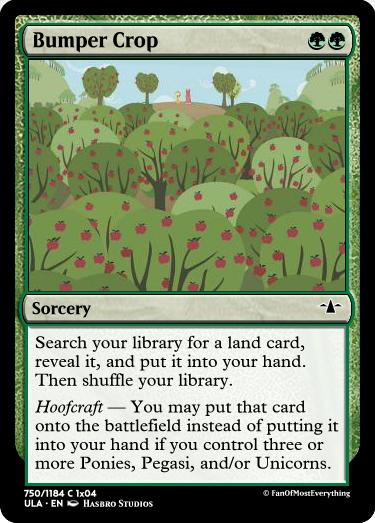 Bumper Crop
Sorcery
Search your library for a land card,
reveal it, and put it into your hand.
Then shuffle your library.
Hoofcraft — You may put that card
onto the battlefield instead of putting it
into your hand if you control three or
more Ponies, Pegasi, and/or Unicorns.
750/1184 C 1x04
ULA • EN Hasbro Studios
© FanOfMostEverything